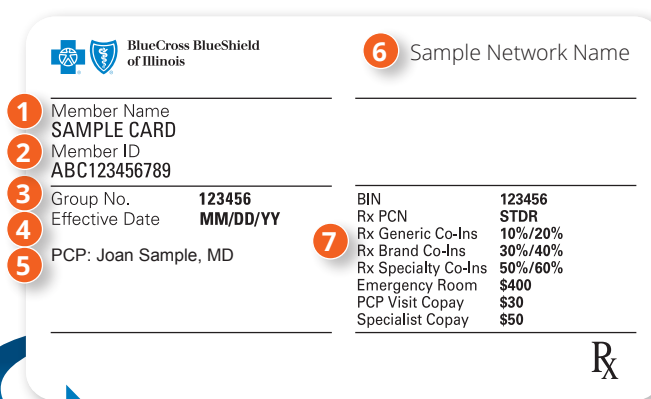 BlueCross BlueShield
of Illinois
6 Sample Network Name
1 Member Name
SAMPLE CARD
2 Member ID
ABC123456789
3 Group No. 123456
4 Effective Date MM/DD/YY
5 PCP: Joan Sample, MD
7
BIN 123456
Rx PCN STDR
Rx Generic Co-Ins 10%/20%
Rx Brand Co-Ins 30%/40%
Rx Specialty Co-Ins 50%/60%
Emergency Room $400
PCP Visit Copay $30
Specialist Copay $50
Rx